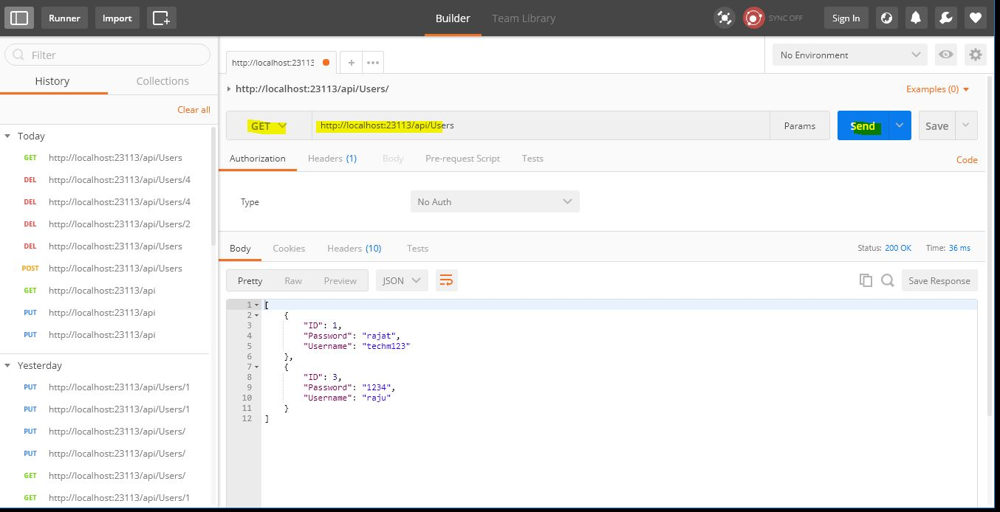 Runner Import Builder Team Library SYNC OFF Sign In
Filter
History Collections
Clear all
Today
GET http://localhost:23113/api/Users
DEL http://localhost:23113/api/Users/4
DEL http://localhost:23113/api/Users/4
DEL http://localhost:23113/api/Users/2
DEL http://localhost:23113/api/Users
POST http://localhost:23113/api/Users
GET http://localhost:23113/api
PUT http://localhost:23113/api
PUT http://localhost:23113/api
Yesterday
PUT http://localhost:23113/api/Users/1
PUT http://localhost:23113/api/Users/1
PUT http://localhost:23113/api/Users/
PUT http://localhost:23113/api/Users/
GET http://localhost:23113/api/Users/
GET http://localhost:23113/api/Users/1
http://localhost:23113 + ••• No Environment
http://localhost:23113/api/Users/ Examples (0)
GET http://localhost:23113/api/Users Params Send Save
Authorization Headers (1) Body Pre-request Script Tests Code
Type No Auth
Body Cookies Headers (10) Tests Status: 200 OK Time: 36 ms
Pretty Raw Preview JSON Save Response
1 [
2 {
3 "ID": 1,
4 "Password": "rajat",
5 "Username": "techm123"
6 },
7 {
8 "ID": 3,
9 "Password": "1234",
10 "Username": "raju"
11 }
12 ]